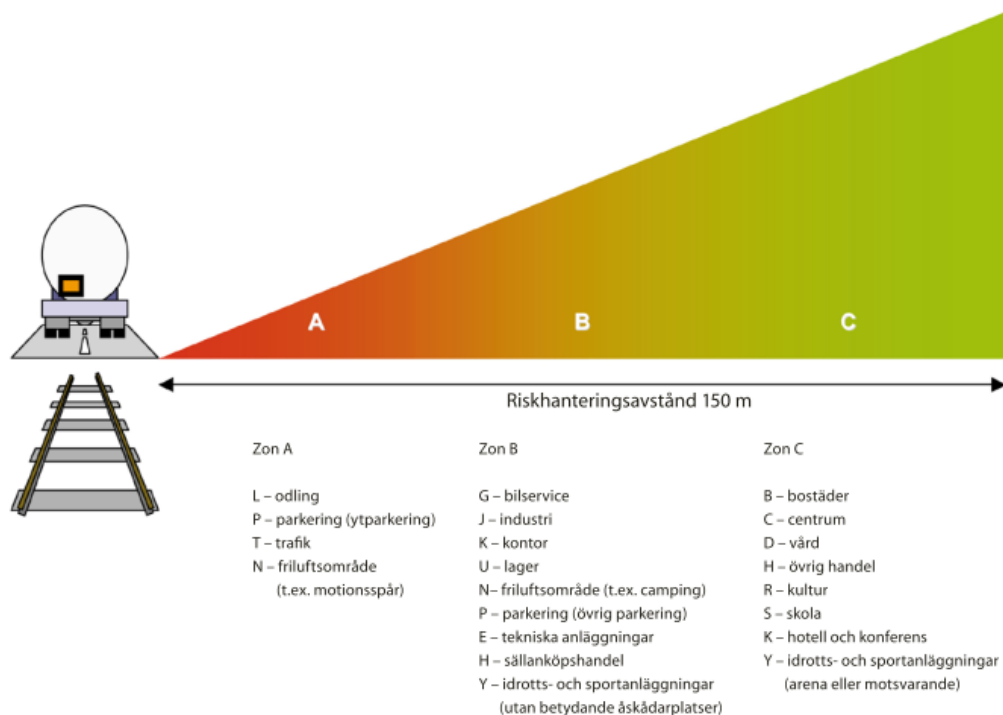 A
B
C
Riskhanteringsavstånd 150 m
Zon A
L – odling
P – parkering (ytparkering)
T – trafik
N – friluftsområde
(t.ex. motionsspår)
Zon B
G – bilservice
J – industri
K – kontor
U – lager
N– friluftsområde (t.ex. camping)
P – parkering (övrig parkering)
E – tekniska anläggningar
H – sällanköpshandel
Y – idrotts- och sportanläggningar
(utan betydande åskådarplatser)
Zon C
B – bostäder
C – centrum
D – vård
H – övrig handel
R – kultur
S – skola
K – hotell och konferens
Y – idrotts- och sportanläggningar
(arena eller motsvarande)